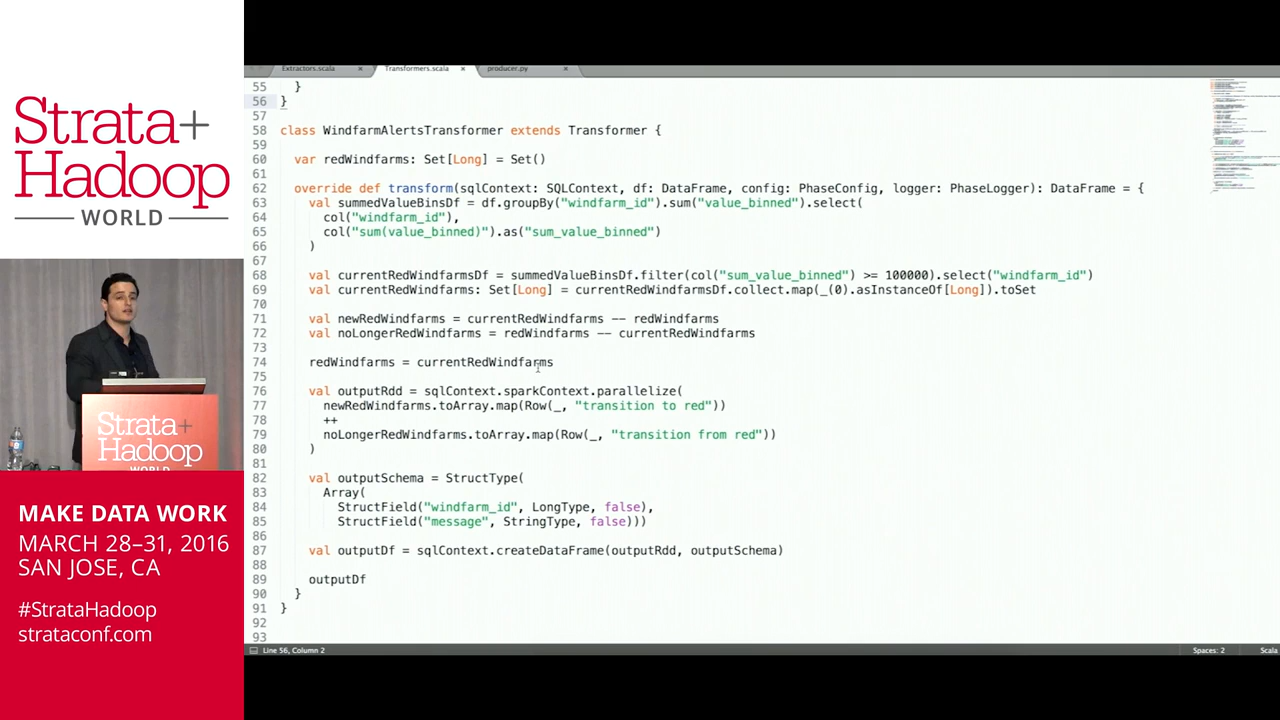 Strata+
Hadoop
WORLD
Strata+
Hadoop
WORLD
MAKE DATA WORK
MARCH 28–31, 2016
SAN JOSE, CA
#StrataHadoop
strataconf.com
Extractors.scala × Transformers.scala × producer.py ×
55 }
56 }
57
58 class WindfarmAlertsTransformer extends Transformer {
59
60 var redWindfarms: Set[Long] = Set()
61
62 override def transform(sqlContext: SQLContext, df: DataFrame, config: PhaseConfig, logger: PhaseLogger): DataFrame = {
63 val summedValueBinsDf = df.groupBy("windfarm_id").sum("value_binned").select(
64 col("windfarm_id"),
65 col("sum(value_binned)").as("sum_value_binned")
66 )
67
68 val currentRedWindfarmsDf = summedValueBinsDf.filter(col("sum_value_binned") >= 100000).select("windfarm_id")
69 val currentRedWindfarms: Set[Long] = currentRedWindfarmsDf.collect.map(_(0).asInstanceOf[Long]).toSet
70
71 val newRedWindfarms = currentRedWindfarms -- redWindfarms
72 val noLongerRedWindfarms = redWindfarms -- currentRedWindfarms
73
74 redWindfarms = currentRedWindfarms
75
76 val outputRdd = sqlContext.sparkContext.parallelize(
77 newRedWindfarms.toArray.map(Row(_, "transition to red"))
78 ++
79 noLongerRedWindfarms.toArray.map(Row(_, "transition from red"))
80 )
81
82 val outputSchema = StructType(
83 Array(
84 StructField("windfarm_id", LongType, false),
85 StructField("message", StringType, false)))
86
87 val outputDf = sqlContext.createDataFrame(outputRdd, outputSchema)
88
89 outputDf
90 }
91 }
92
93
Line 56, Column 2 Spaces: 2 Scala